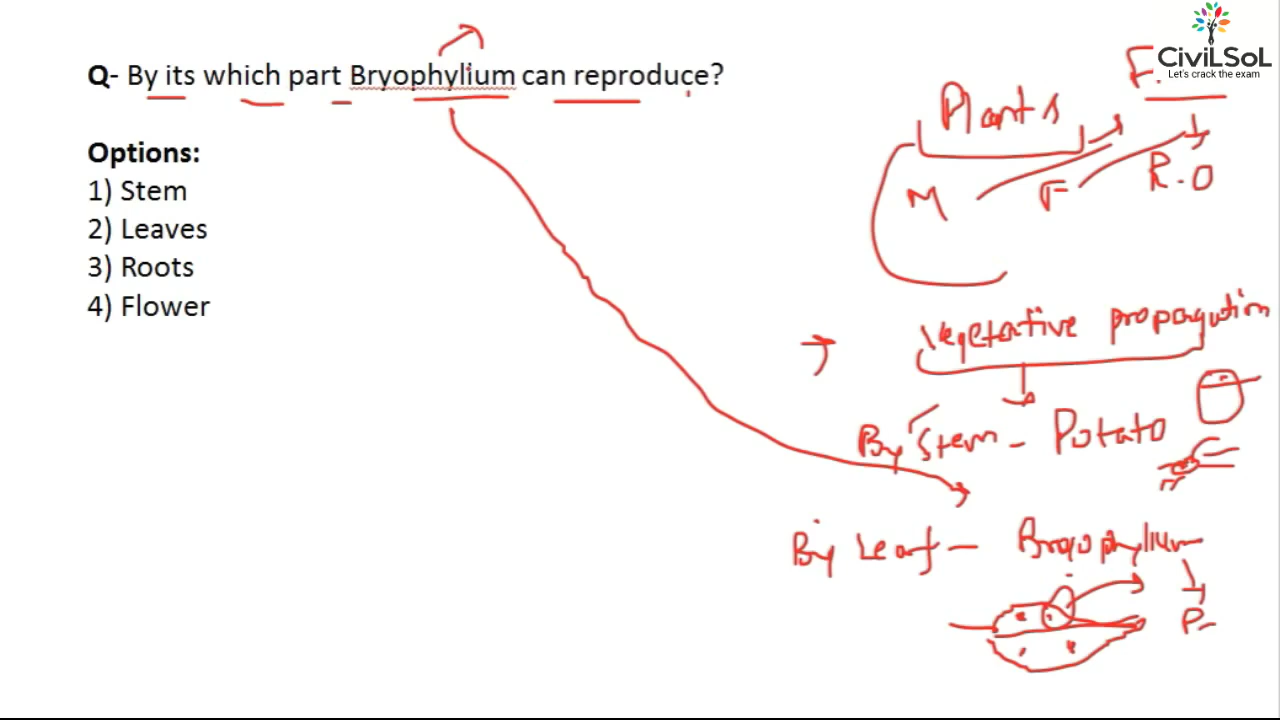 Q- By its which part Bryophylium can reproduce?
Options:
1) Stem
2) Leaves
3) Roots
4) Flower
CiviLSoL
Let's crack the exam
F.
Plants
M F R.O
Vegetative propagation
By Stem - Potato
By Leaf - Bryophylium
P-